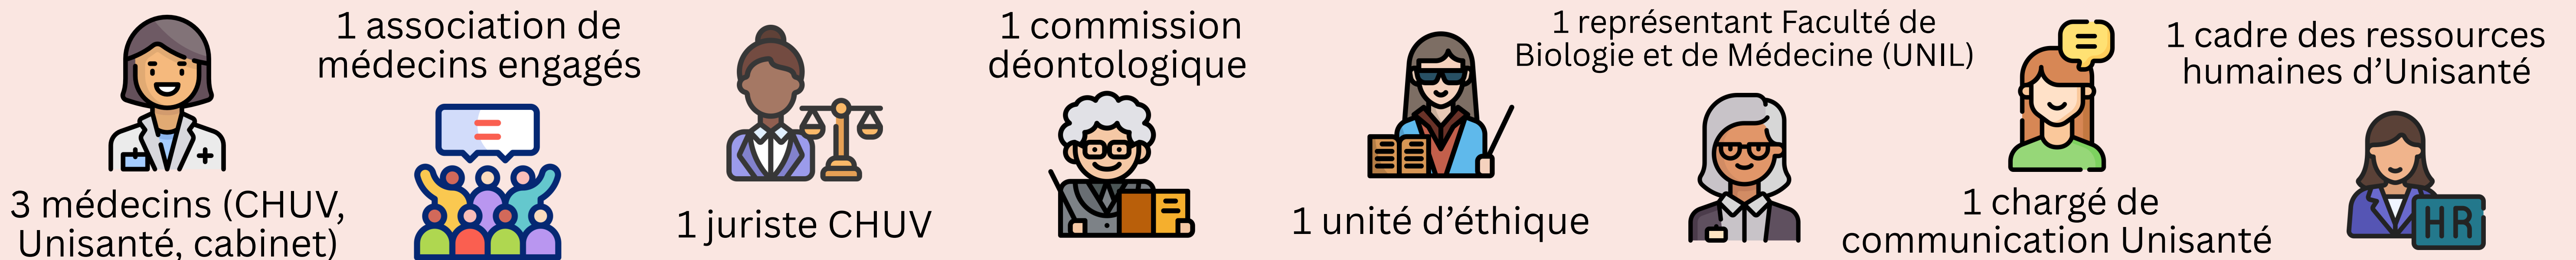 3 médecins (CHUV,
Unisanté, cabinet)
1 association de
médecins engagés
1 juriste CHUV
1 commission
déontologique
1 unité d'éthique
1 représentant Faculté de
Biologie et de Médecine (UNIL)
1 chargé de
communication Unisanté
1 cadre des ressources
humaines d'Unisanté
HR